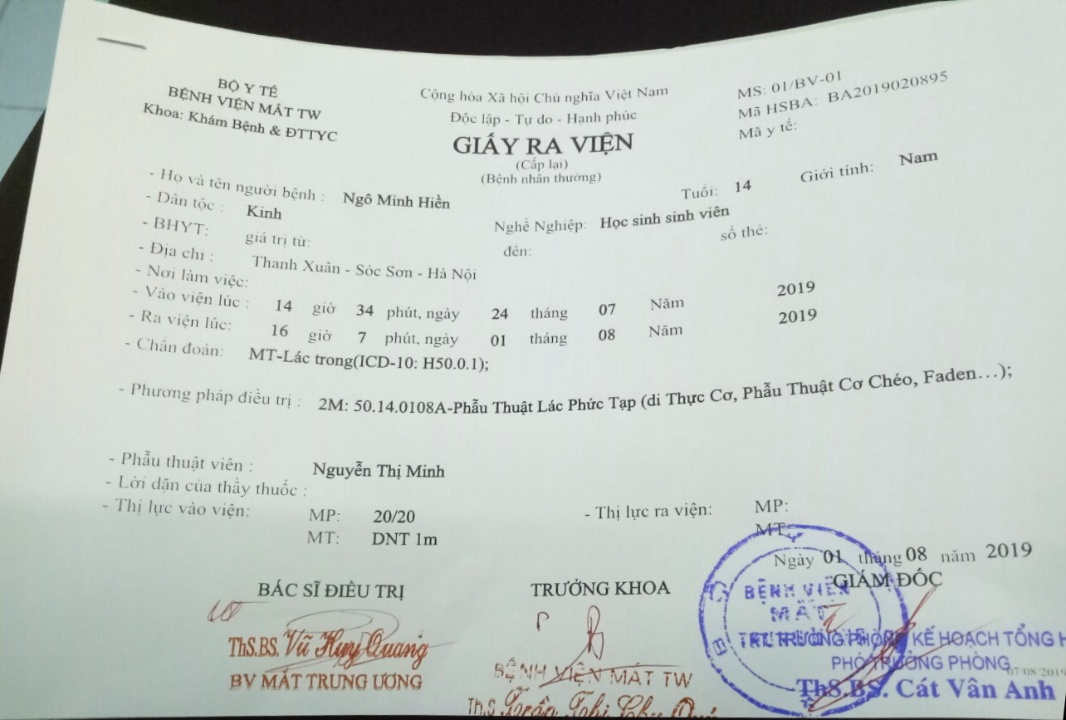 BỘ Y TẾ
BỆNH VIỆN MẮT TW
Khoa: Khám Bệnh & ĐTTYC
Cộng hòa Xã hội Chủ nghĩa Việt Nam
Độc lập - Tự do - Hạnh phúc
GIẤY RA VIỆN
(Cấp lại)
(Bệnh nhân thường)
MS: 01/BV-01
Mã HSBA: BA2019020895
Mã y tế:
- Họ và tên người bệnh : Ngô Minh Hiền Tuổi: 14 Giới tính: Nam
- Dân tộc : Kinh Nghề Nghiệp: Học sinh sinh viên
- BHYT: giá trị từ: đến: số thẻ:
- Địa chỉ : Thanh Xuân - Sóc Sơn - Hà Nội
- Nơi làm việc:
- Vào viện lúc : 14 giờ 34 phút, ngày 24 tháng 07 Năm 2019
- Ra viện lúc: 16 giờ 7 phút, ngày 01 tháng 08 Năm 2019
- Chẩn đoán: MT-Lác trong(ICD-10: H50.0.1);
- Phương pháp điều trị : 2M: 50.14.0108A-Phẫu Thuật Lác Phức Tạp (di Thực Cơ, Phẫu Thuật Cơ Chéo, Faden…);
- Phẫu thuật viên : Nguyễn Thị Minh
- Lời dặn của thầy thuốc :
- Thị lực vào viện: MP: 20/20 - Thị lực ra viện: MP:
MT: DNT 1m MT:
Ngày 01 tháng 08 năm 2019
BÁC SĨ ĐIỀU TRỊ TRƯỞNG KHOA GIÁM ĐỐC
BỆNH VIỆN
MẮT
ThS.BS. Vũ Huy Quang
BV MẮT TRUNG ƯƠNG
BỆNH VIỆN MẮT TW
Th.S Trần Thị Chu Quý
TRƯỞNG PHÒNG KẾ HOẠCH TỔNG H
PHÓ TRƯỞNG PHÒNG
07/08/2019
ThS.BS. Cát Vân Anh